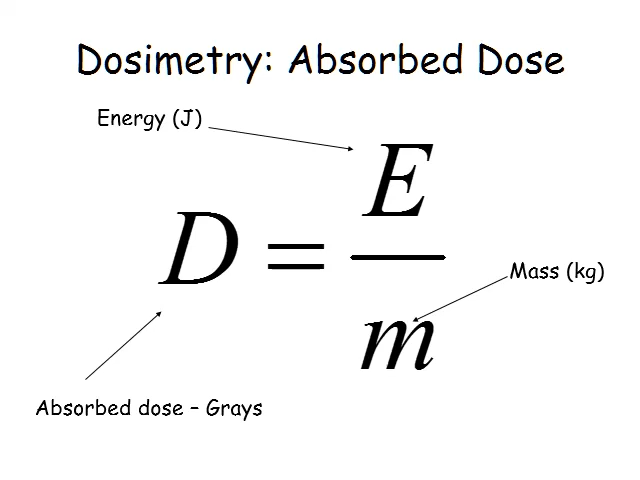 Dosimetry: Absorbed Dose
Energy (J)
D = E / m
Mass (kg)
Absorbed dose – Grays